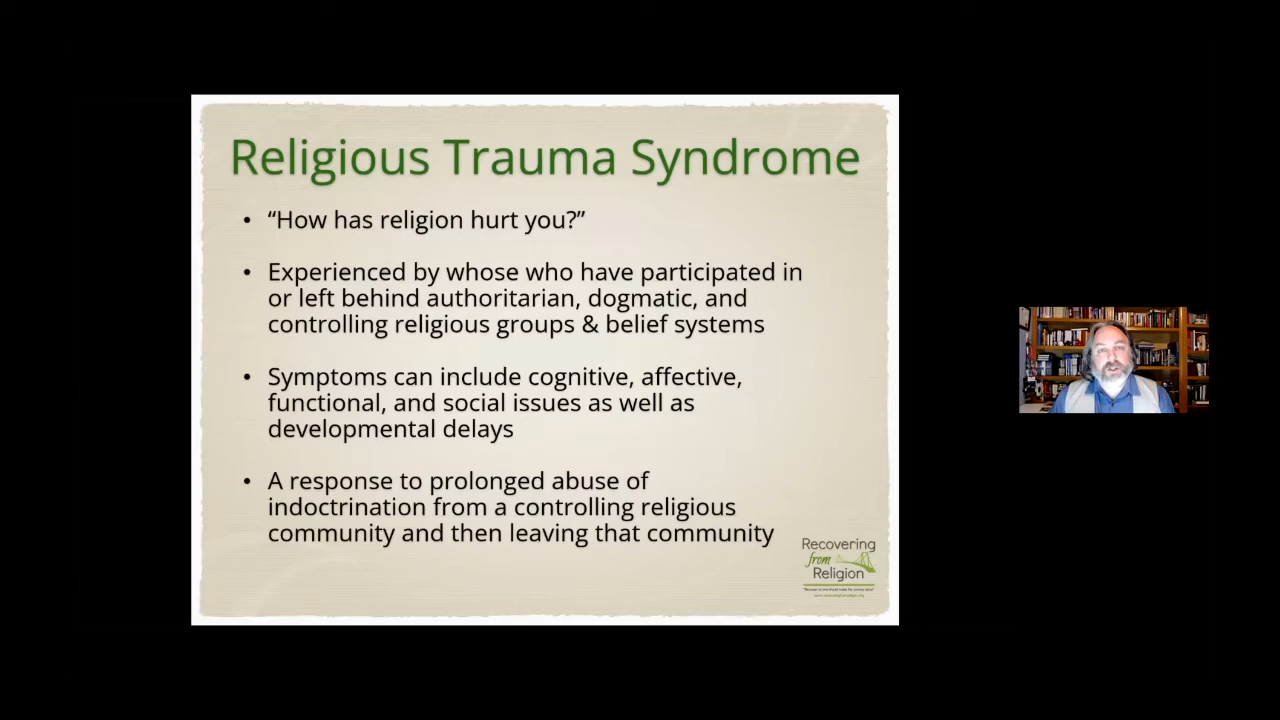 Religious Trauma Syndrome
• “How has religion hurt you?”
• Experienced by whose who have participated in
or left behind authoritarian, dogmatic, and
controlling religious groups & belief systems
• Symptoms can include cognitive, affective,
functional, and social issues as well as
developmental delays
• A response to prolonged abuse of
indoctrination from a controlling religious
community and then leaving that community
Recovering
from
Religion